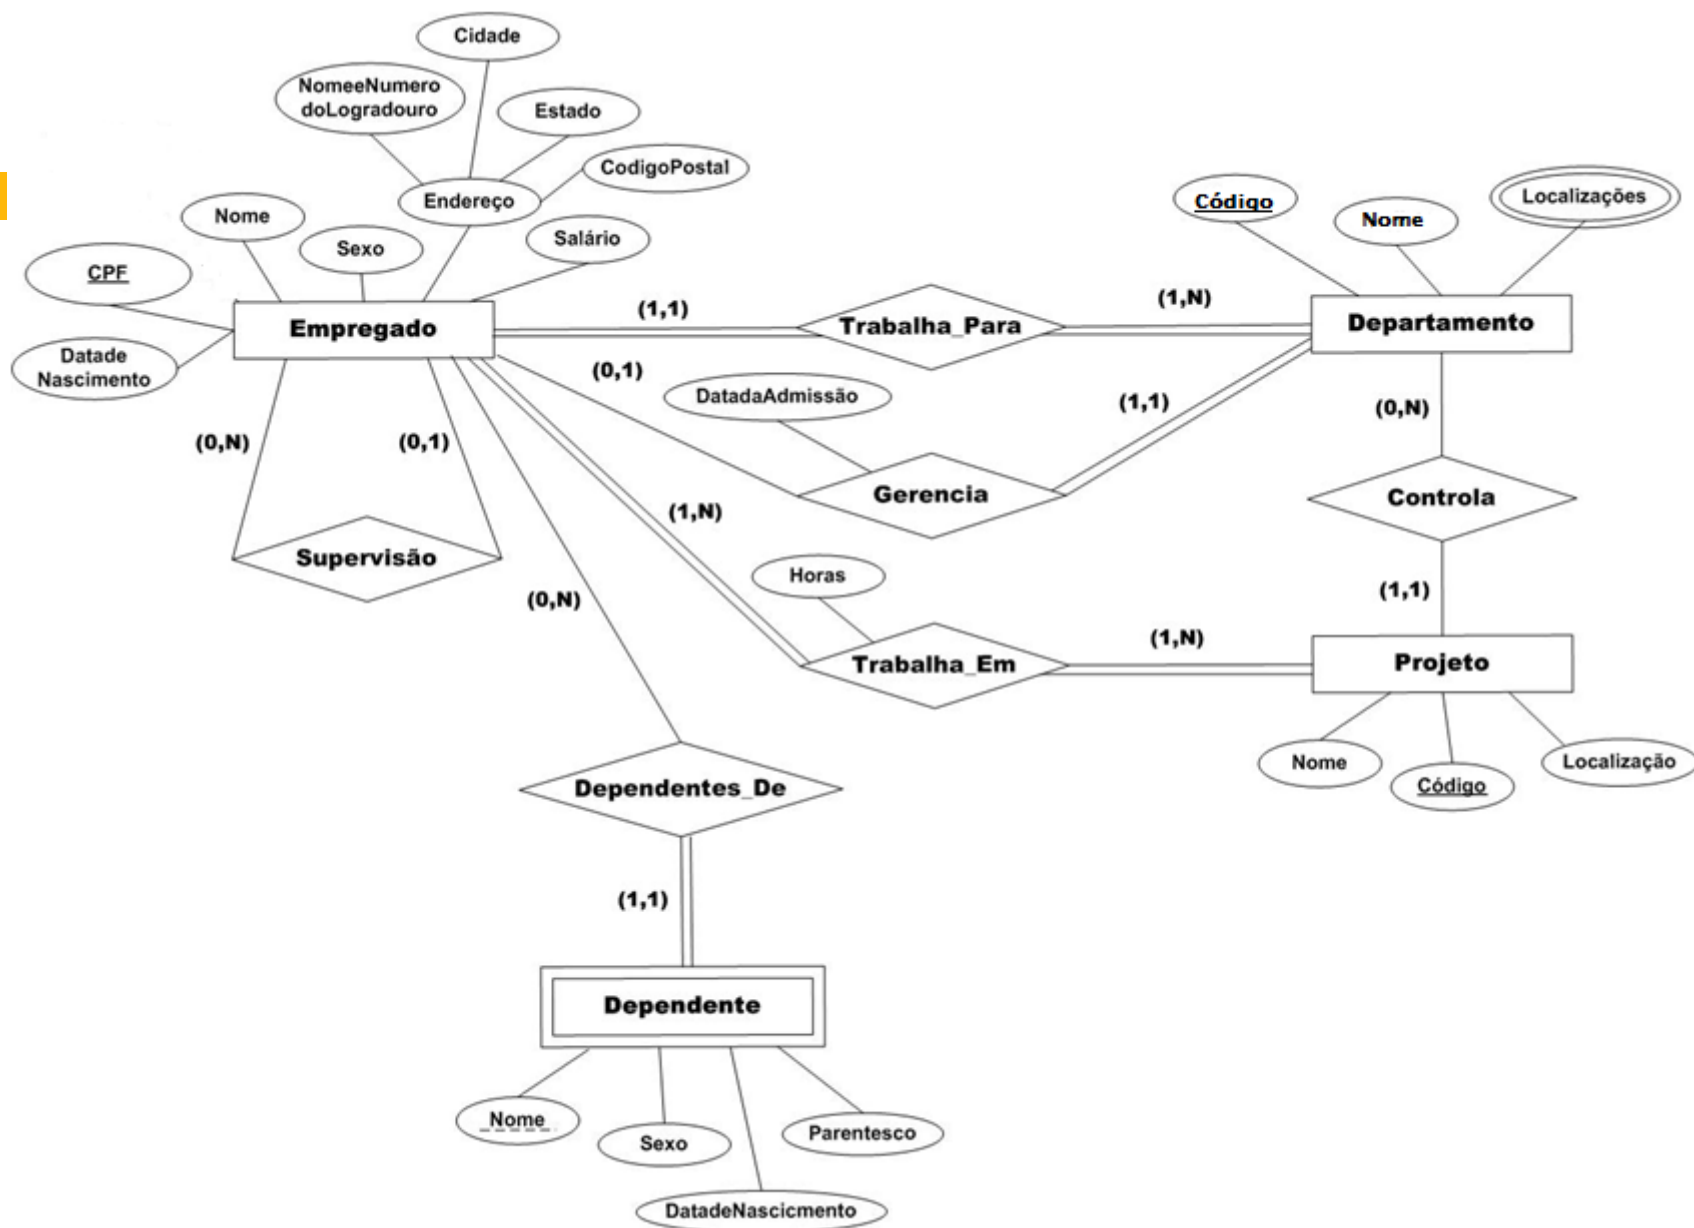 Cidade
NomeeNumero
doLogradouro
Estado
CodigoPostal
Endereço
Nome
Sexo
Salário
CPF
Datade
Nascimento
Empregado
Código
Nome
Localizações
(1,1)
Trabalha_Para
(1,N)
Departamento
(0,1)
DatadaAdmissão
(1,1)
Gerencia
(0,N)
(0,1)
Supervisão
(0,N)
Controla
(1,1)
(1,N)
Horas
(0,N)
Trabalha_Em
(1,N)
Projeto
Nome
Código
Localização
Dependentes_De
(1,1)
Dependente
Nome
Sexo
Parentesco
DatadeNascicmento